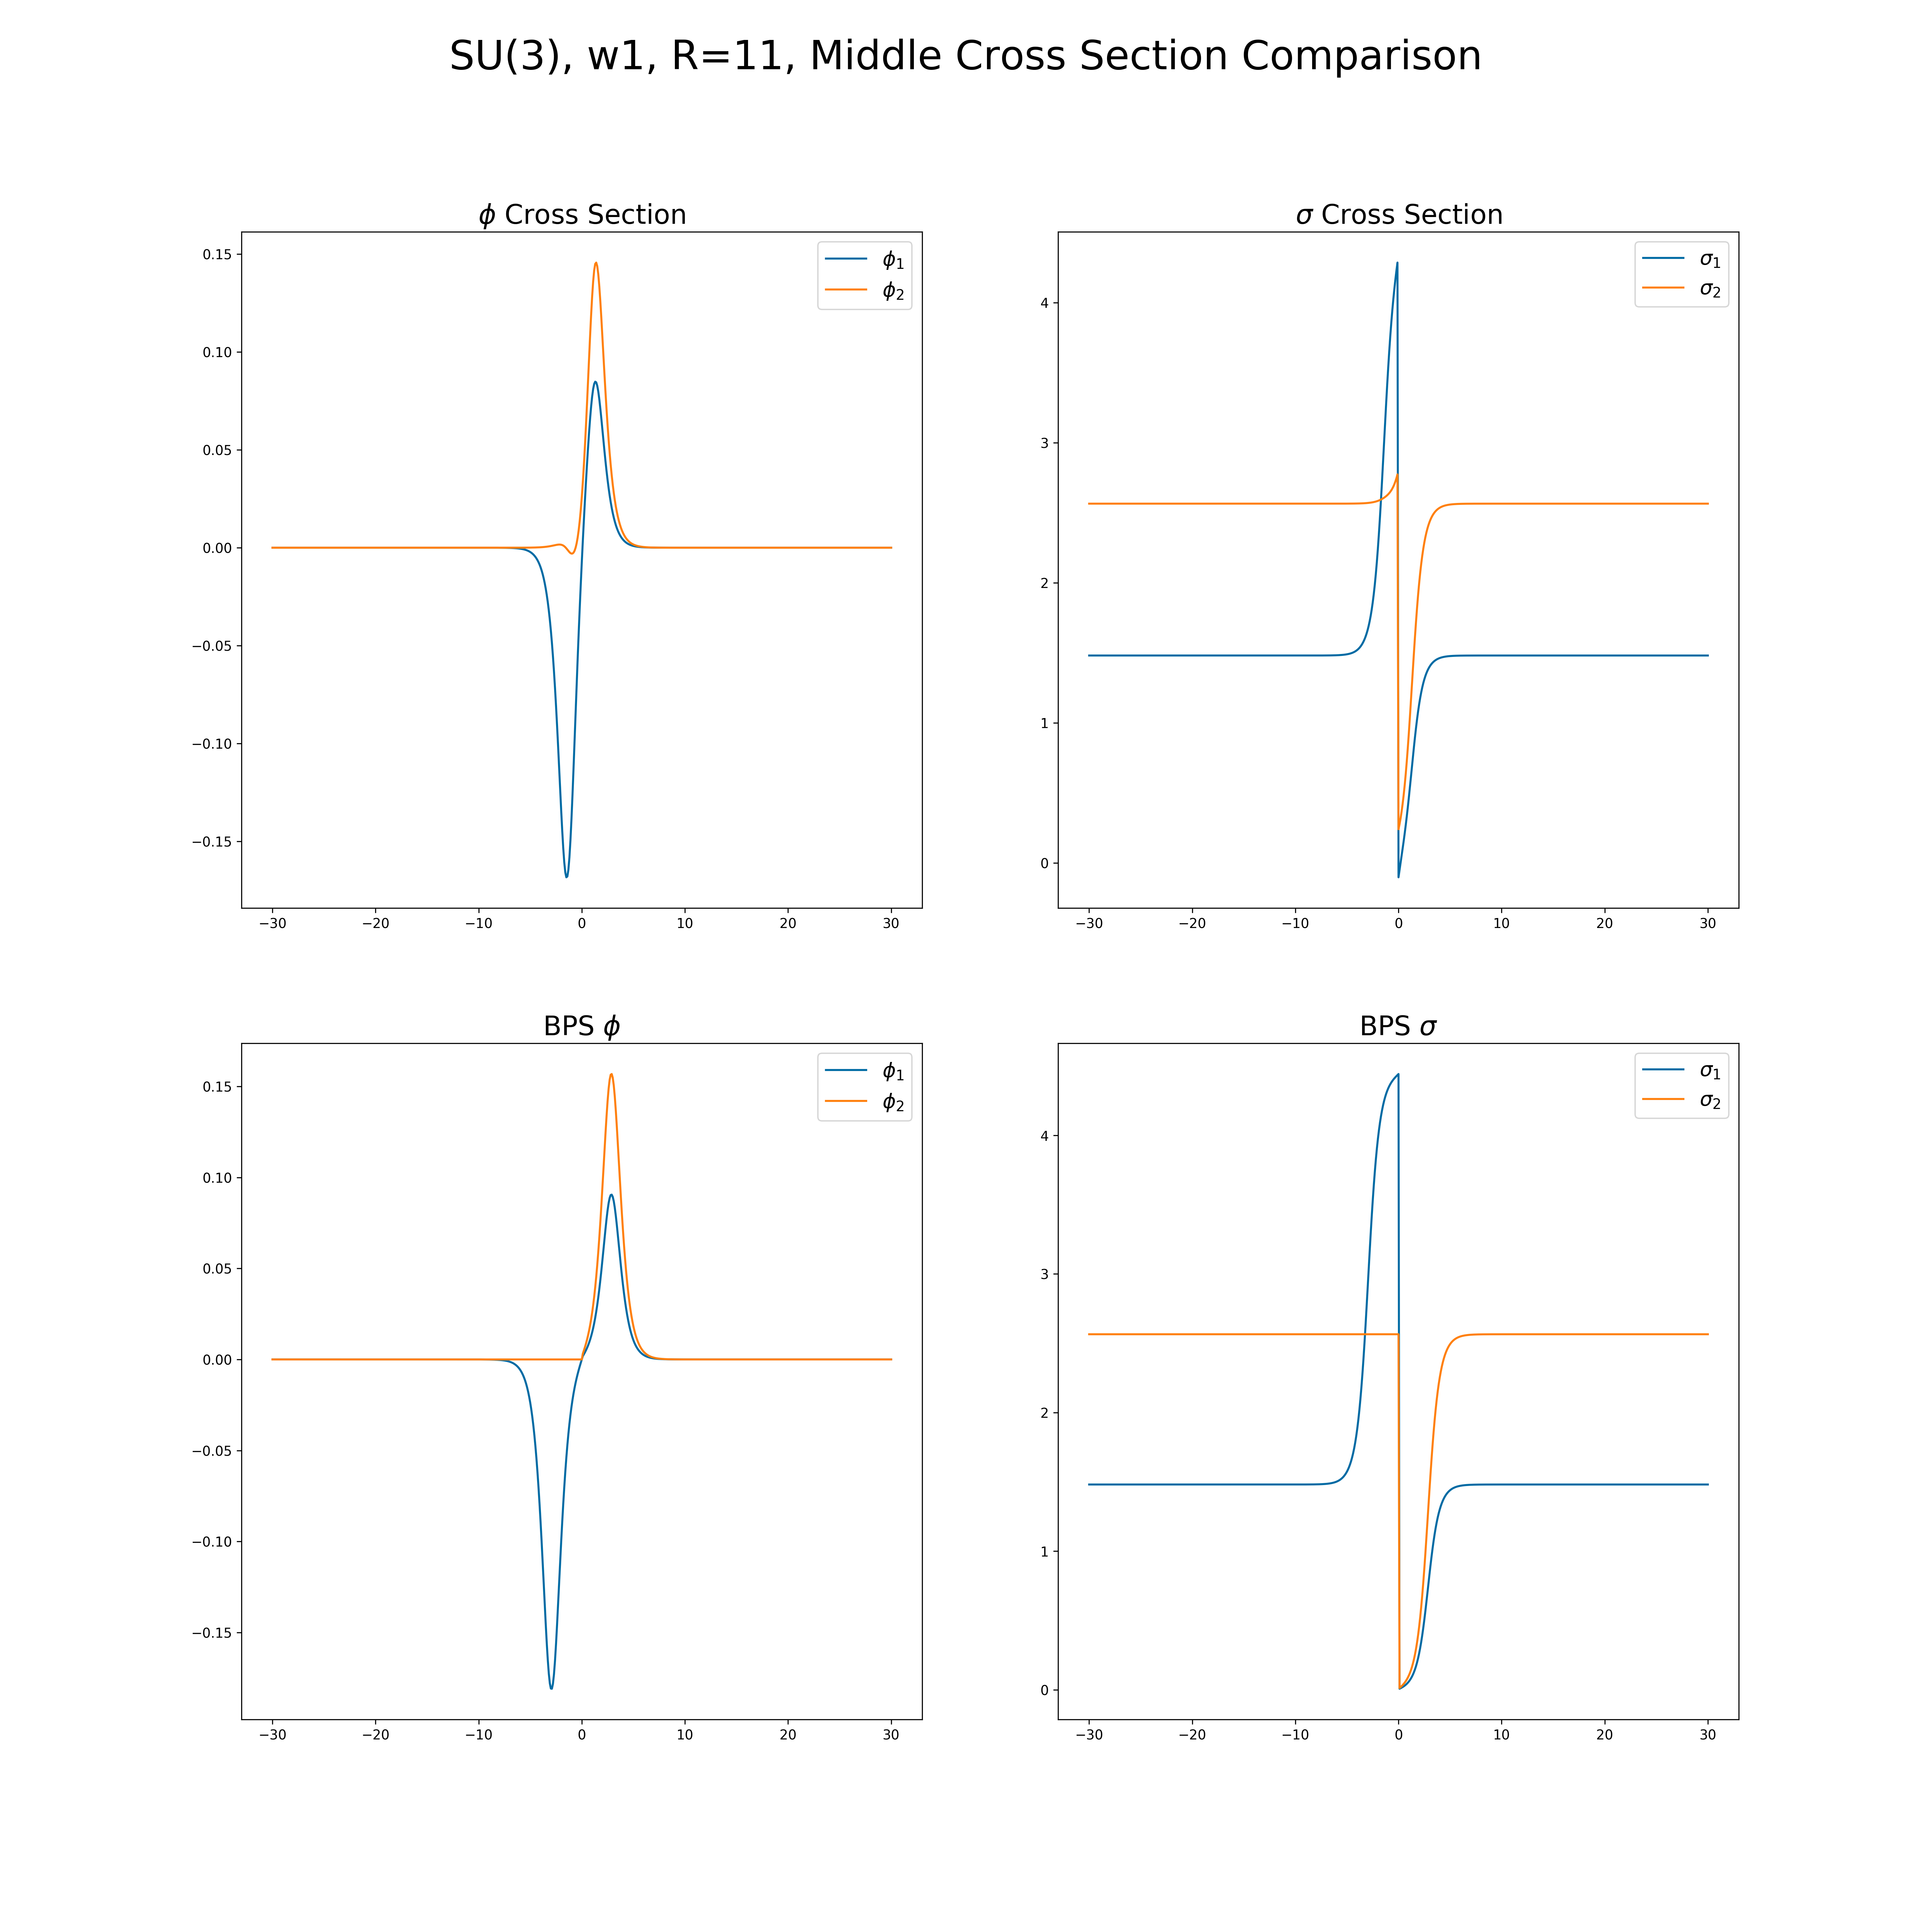 SU(3), w1, R=11, Middle Cross Section Comparison
ϕ Cross Section
ϕ₁
ϕ₂
0.15
0.10
0.05
0.00
−0.05
−0.10
−0.15
−30 −20 −10 0 10 20 30
σ Cross Section
σ₁
σ₂
4
3
2
1
0
−30 −20 −10 0 10 20 30
BPS ϕ
ϕ₁
ϕ₂
0.15
0.10
0.05
0.00
−0.05
−0.10
−0.15
−30 −20 −10 0 10 20 30
BPS σ
σ₁
σ₂
4
3
2
1
0
−30 −20 −10 0 10 20 30